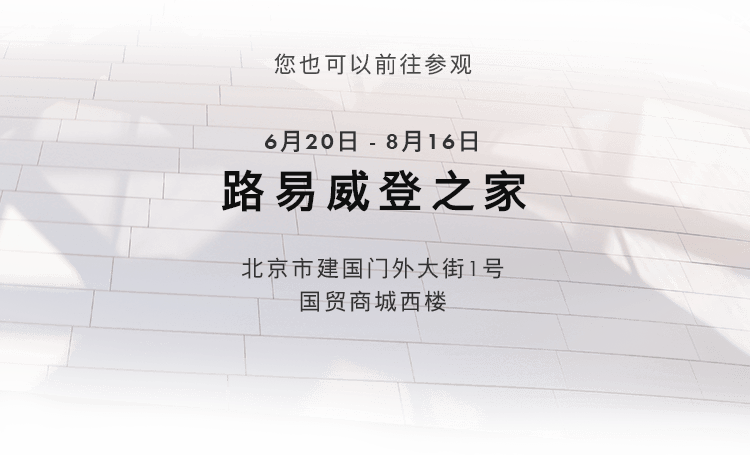 您也可以前往参观
6月20日 - 8月16日
路易威登之家
北京市建国门外大街1号
国贸商城西楼